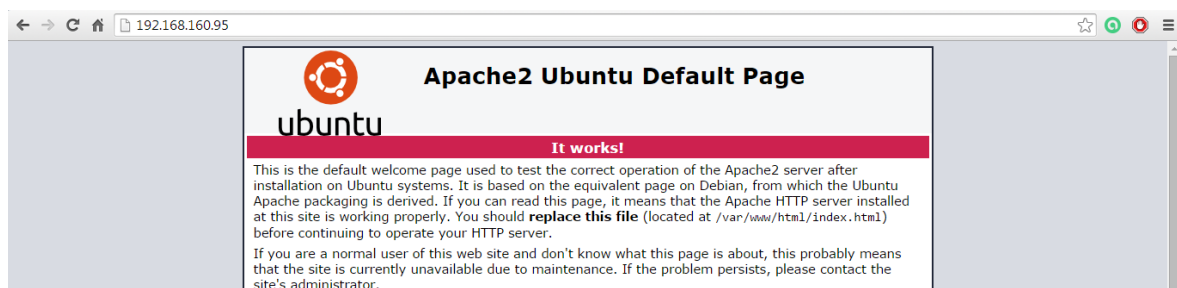 192.168.160.95
Apache2 Ubuntu Default Page
ubuntu
It works!
This is the default welcome page used to test the correct operation of the Apache2 server after
installation on Ubuntu systems. It is based on the equivalent page on Debian, from which the Ubuntu
Apache packaging is derived. If you can read this page, it means that the Apache HTTP server installed
at this site is working properly. You should replace this file (located at /var/www/html/index.html)
before continuing to operate your HTTP server.
If you are a normal user of this web site and don't know what this page is about, this probably means
that the site is currently unavailable due to maintenance. If the problem persists, please contact the
site's administrator.